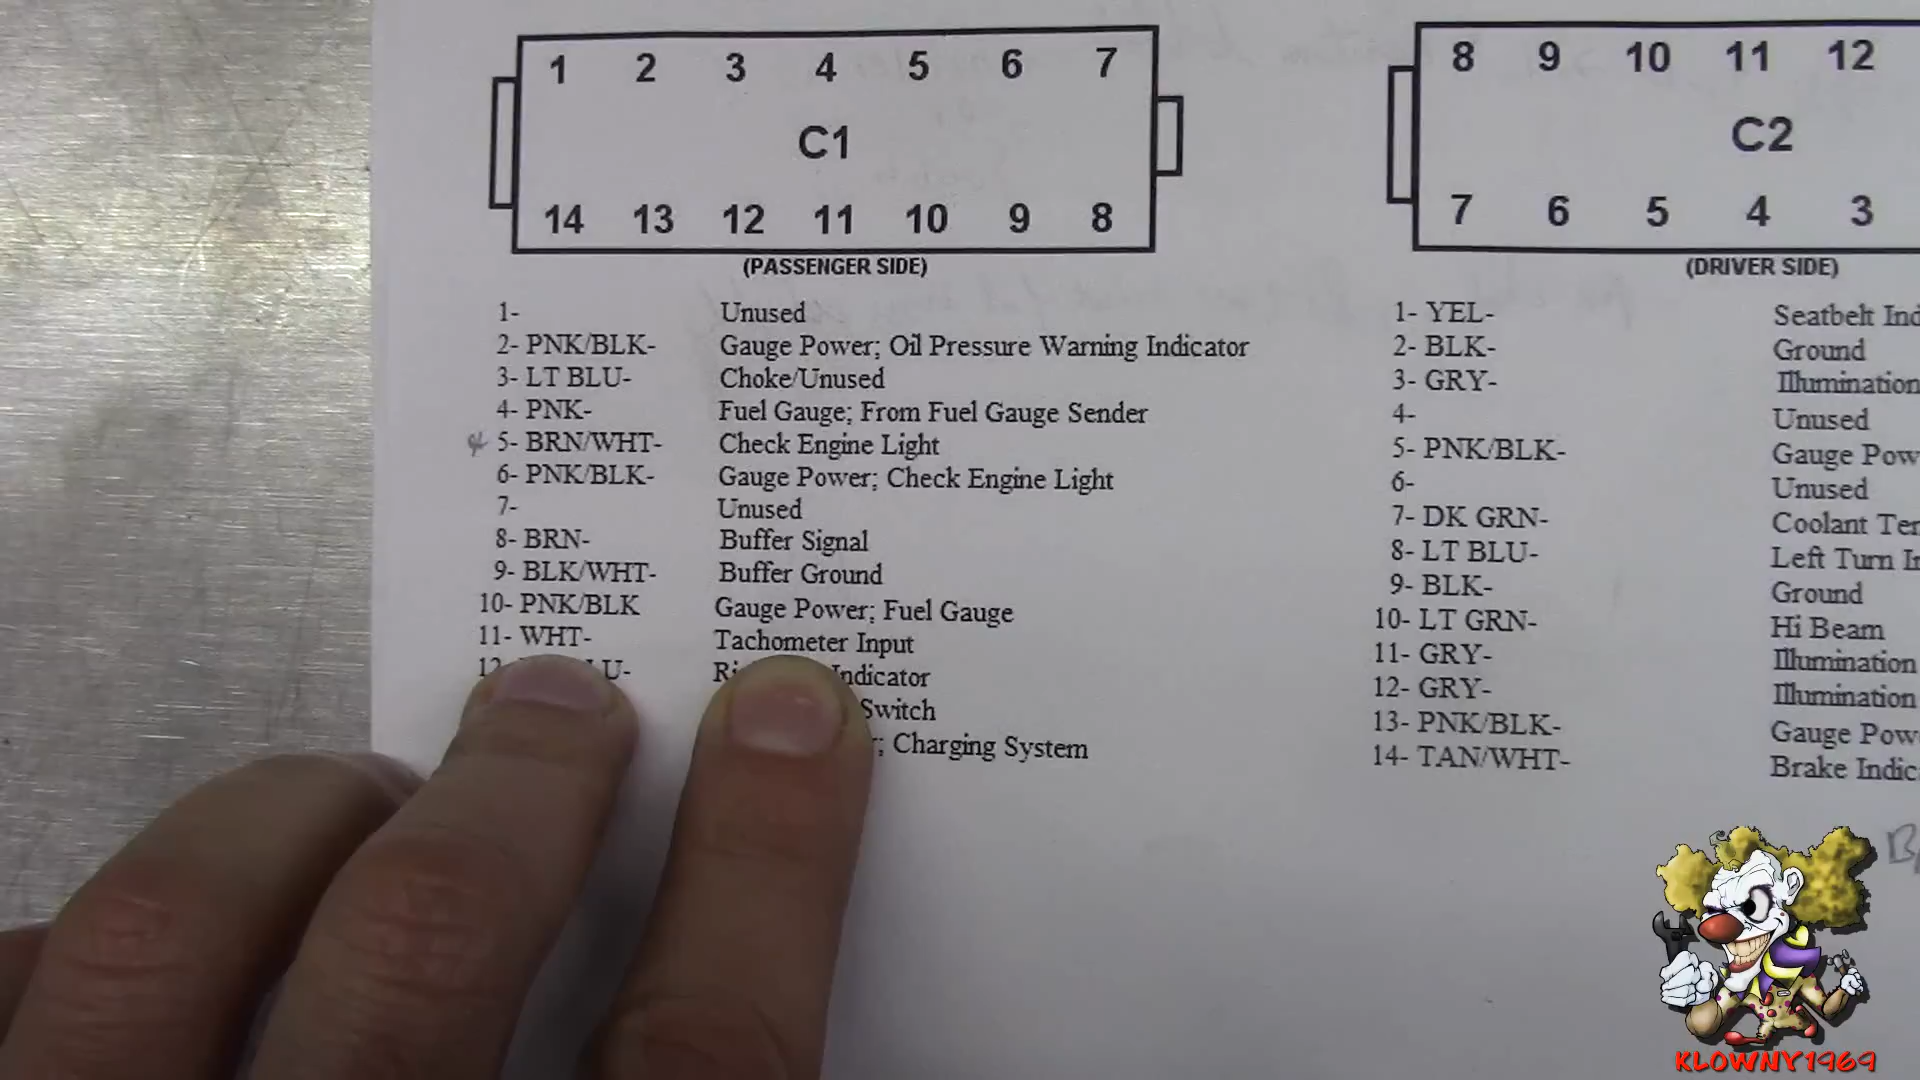 1 2 3 4 5 6 7
C1
14 13 12 11 10 9 8
(PASSENGER SIDE)
1- Unused
2- PNK/BLK- Gauge Power; Oil Pressure Warning Indicator
3- LT BLU- Choke/Unused
4- PNK- Fuel Gauge; From Fuel Gauge Sender
5- BRN/WHT- Check Engine Light
6- PNK/BLK- Gauge Power; Check Engine Light
7- Unused
8- BRN- Buffer Signal
9- BLK/WHT- Buffer Ground
10- PNK/BLK Gauge Power; Fuel Gauge
11- WHT- Tachometer Input
12 Indicator
Switch
Charging System
8 9 10 11 12
C2
7 6 5 4 3
(DRIVER SIDE)
1- YEL- Seatbelt Ind
2- BLK- Ground
3- GRY- Illumination
4- Unused
5- PNK/BLK- Gauge Pow
6- Unused
7- DK GRN- Coolant Te
8- LT BLU- Left Turn I
9- BLK- Ground
10- LT GRN- Hi Beam
11- GRY- Illumination
12- GRY- Illumination
13- PNK/BLK- Gauge Pow
14- TAN/WHT- Brake Indic
KLOWNY1969